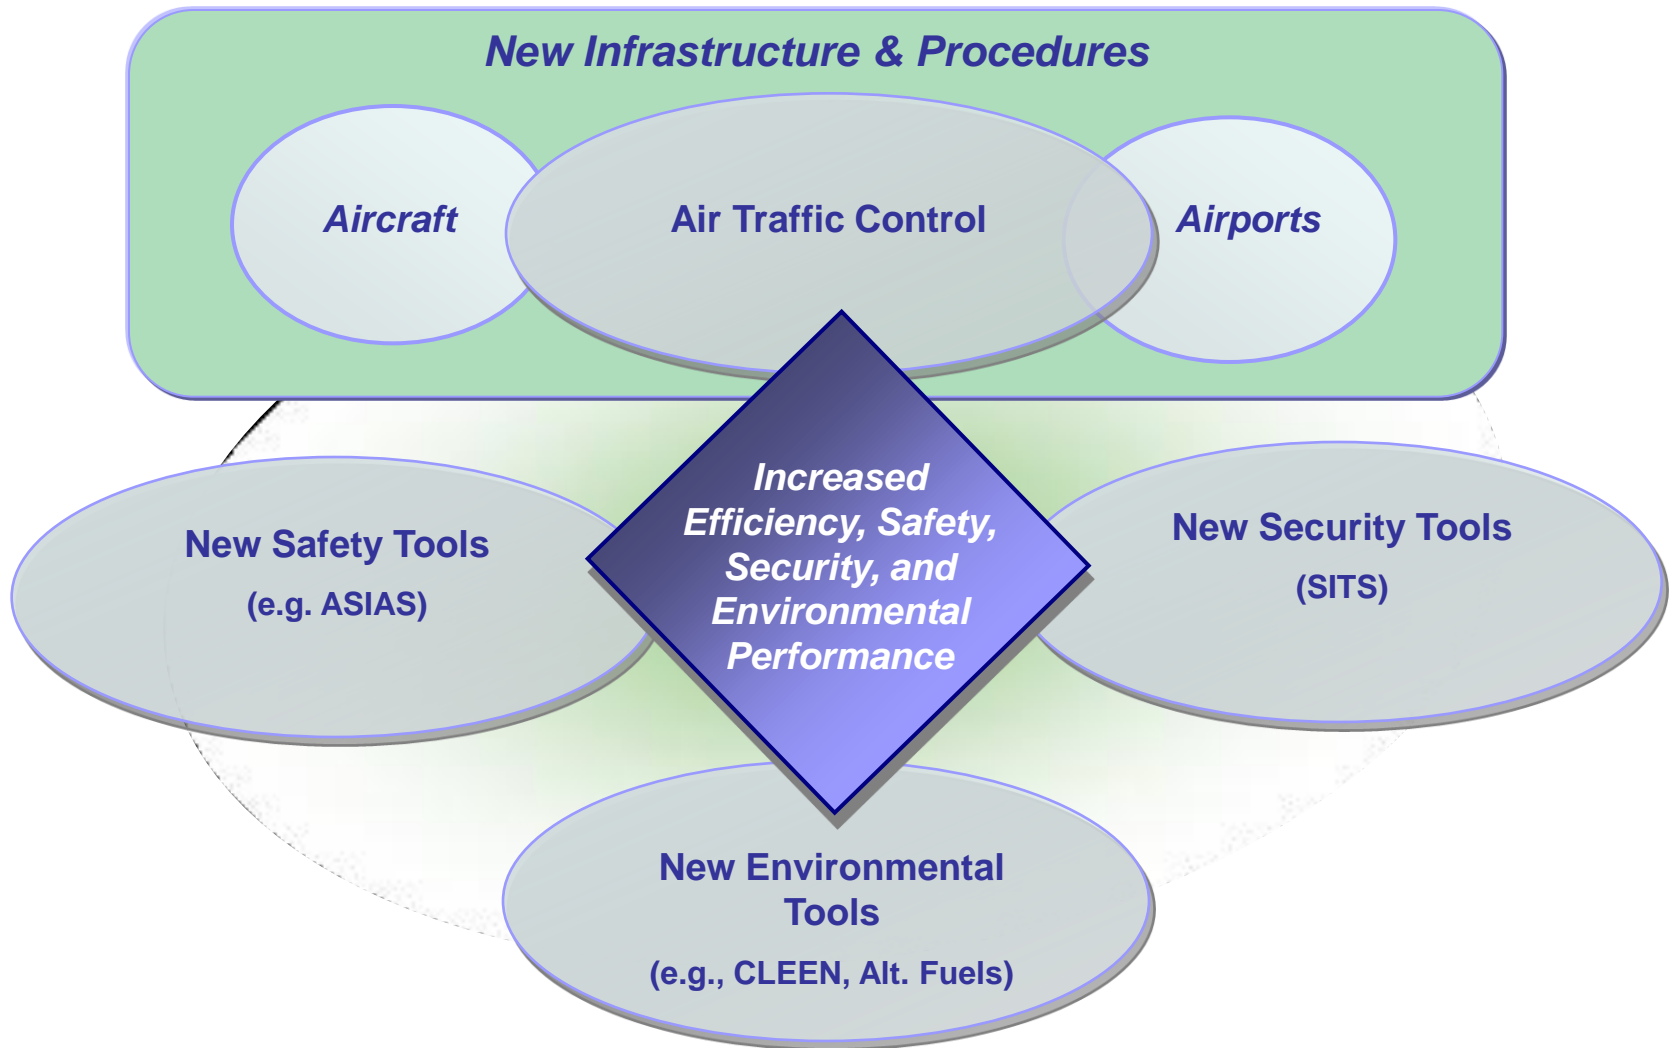 New Infrastructure & Procedures
Aircraft
Air Traffic Control
Airports
Increased
Efficiency, Safety,
Security, and
Environmental
Performance
New Safety Tools
(e.g. ASIAS)
New Security Tools
(SITS)
New Environmental
Tools
(e.g., CLEEN, Alt. Fuels)